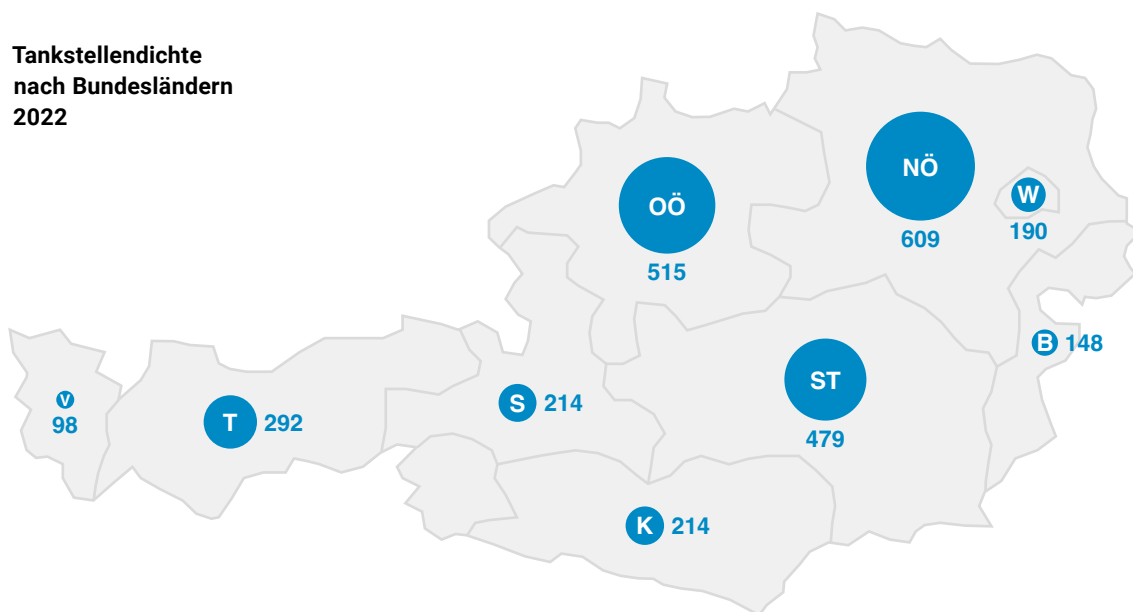 Tankstellendichte
nach Bundesländern
2022
NÖ
609
W
190
OÖ
515
B 148
ST
479
V
98
T 292
S 214
K 214